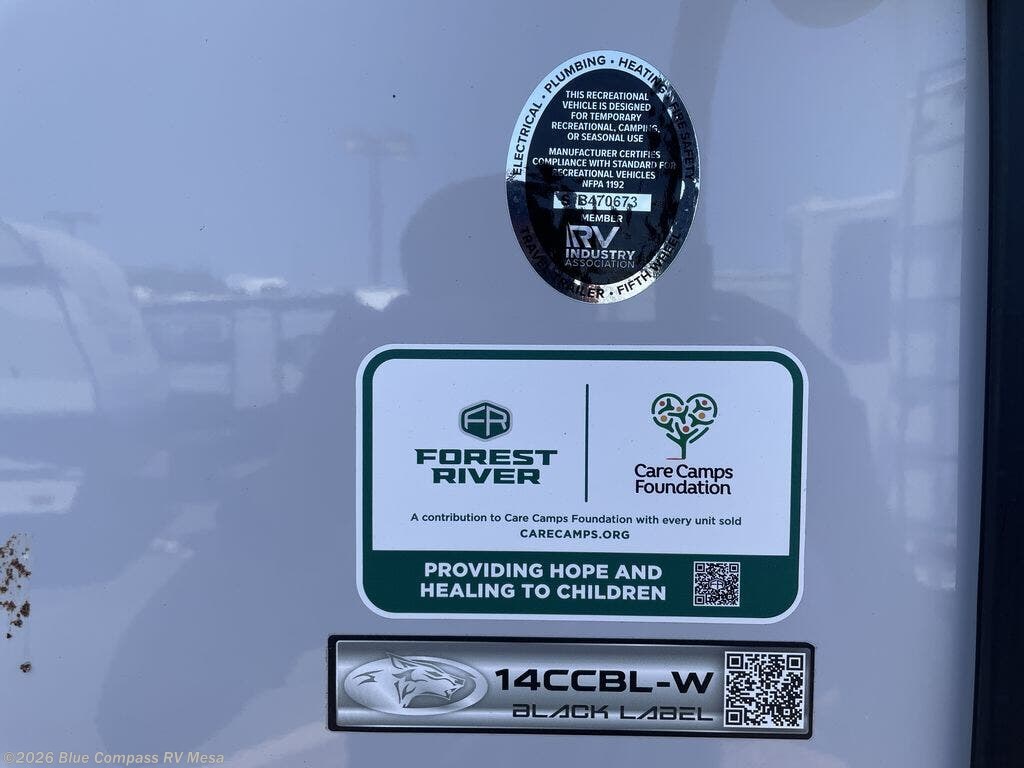 ELECTRICAL • PLUMBING • HEATING • FIRE SAFETY
THIS RECREATIONAL
VEHICLE IS DESIGNED
FOR TEMPORARY
RECREATIONAL, CAMPING,
OR SEASONAL USE
MANUFACTURER CERTIFIES
COMPLIANCE WITH STANDARD FOR
RECREATIONAL VEHICLES
NFPA 1192
B470673
MEMBER
RV
INDUSTRY
ASSOCIATION
TRAVEL TRAILER • FIFTH WHEEL
FR
FOREST
RIVER
Care Camps
Foundation
A contribution to Care Camps Foundation with every unit sold
CARECAMPS.ORG
PROVIDING HOPE AND
HEALING TO CHILDREN
14CCBL-W
BLACK LABEL
©2026 Blue Compass RV Mesa